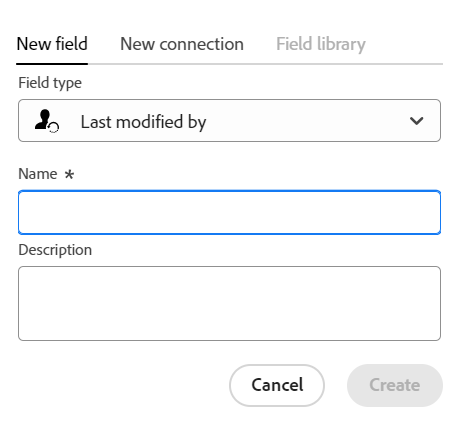 New field New connection Field library
Field type
Last modified by
Name *
Description
Cancel Create